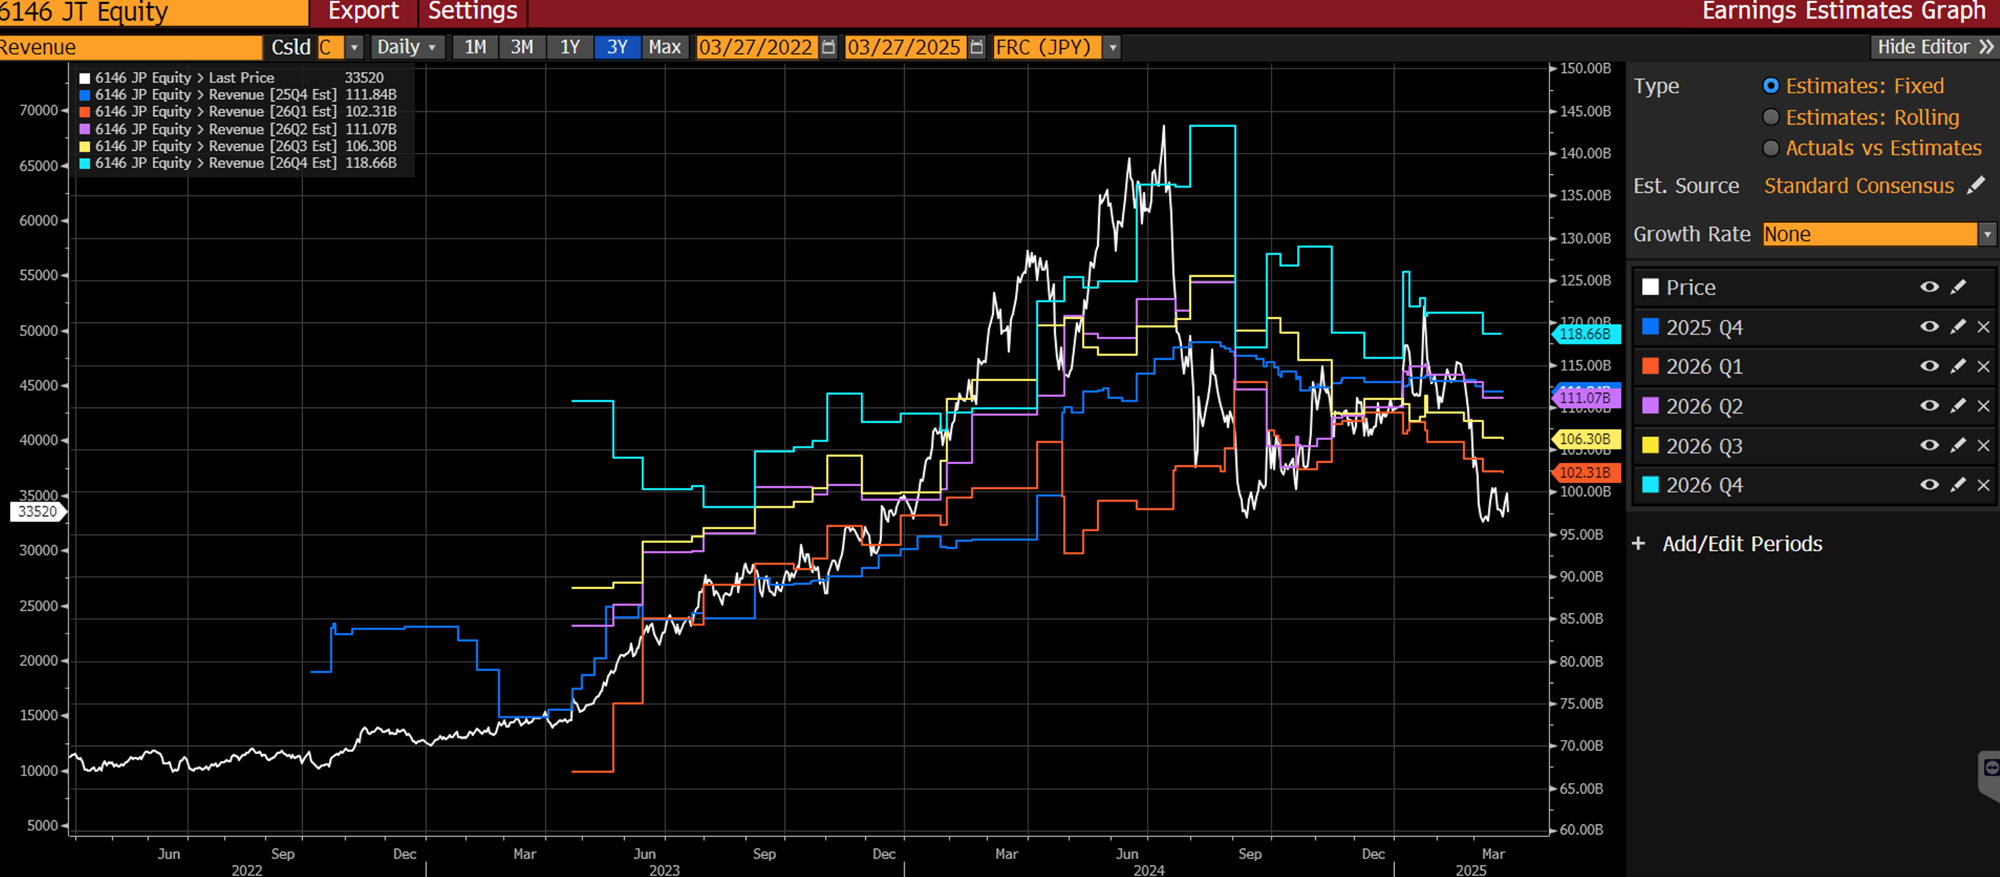 6146 JT Equity Export Settings Earnings Estimates Graph
Revenue Csld C Daily 1M 3M 1Y 3Y Max 03/27/2022 03/27/2025 FRC (JPY) Hide Editor »
6146 JP Equity > Last Price 33520
6146 JP Equity > Revenue [25Q4 Est] 111.84B
6146 JP Equity > Revenue [26Q1 Est] 102.31B
6146 JP Equity > Revenue [26Q2 Est] 111.07B
6146 JP Equity > Revenue [26Q3 Est] 106.30B
6146 JP Equity > Revenue [26Q4 Est] 118.66B
70000
65000
60000
55000
50000
45000
40000
35000
33520
30000
25000
20000
15000
10000
5000
150.00B
145.00B
140.00B
135.00B
130.00B
125.00B
120.00B
118.66B
115.00B
111.84B
111.07B
110.00B
106.30B
105.00B
102.31B
100.00B
95.00B
90.00B
85.00B
80.00B
75.00B
70.00B
65.00B
60.00B
Jun Sep Dec Mar Jun Sep Dec Mar Jun Sep Dec Mar
2022 2023 2024 2025
Type Estimates: Fixed
Estimates: Rolling
Actuals vs Estimates
Est. Source Standard Consensus
Growth Rate None
Price
2025 Q4
2026 Q1
2026 Q2
2026 Q3
2026 Q4
+ Add/Edit Periods